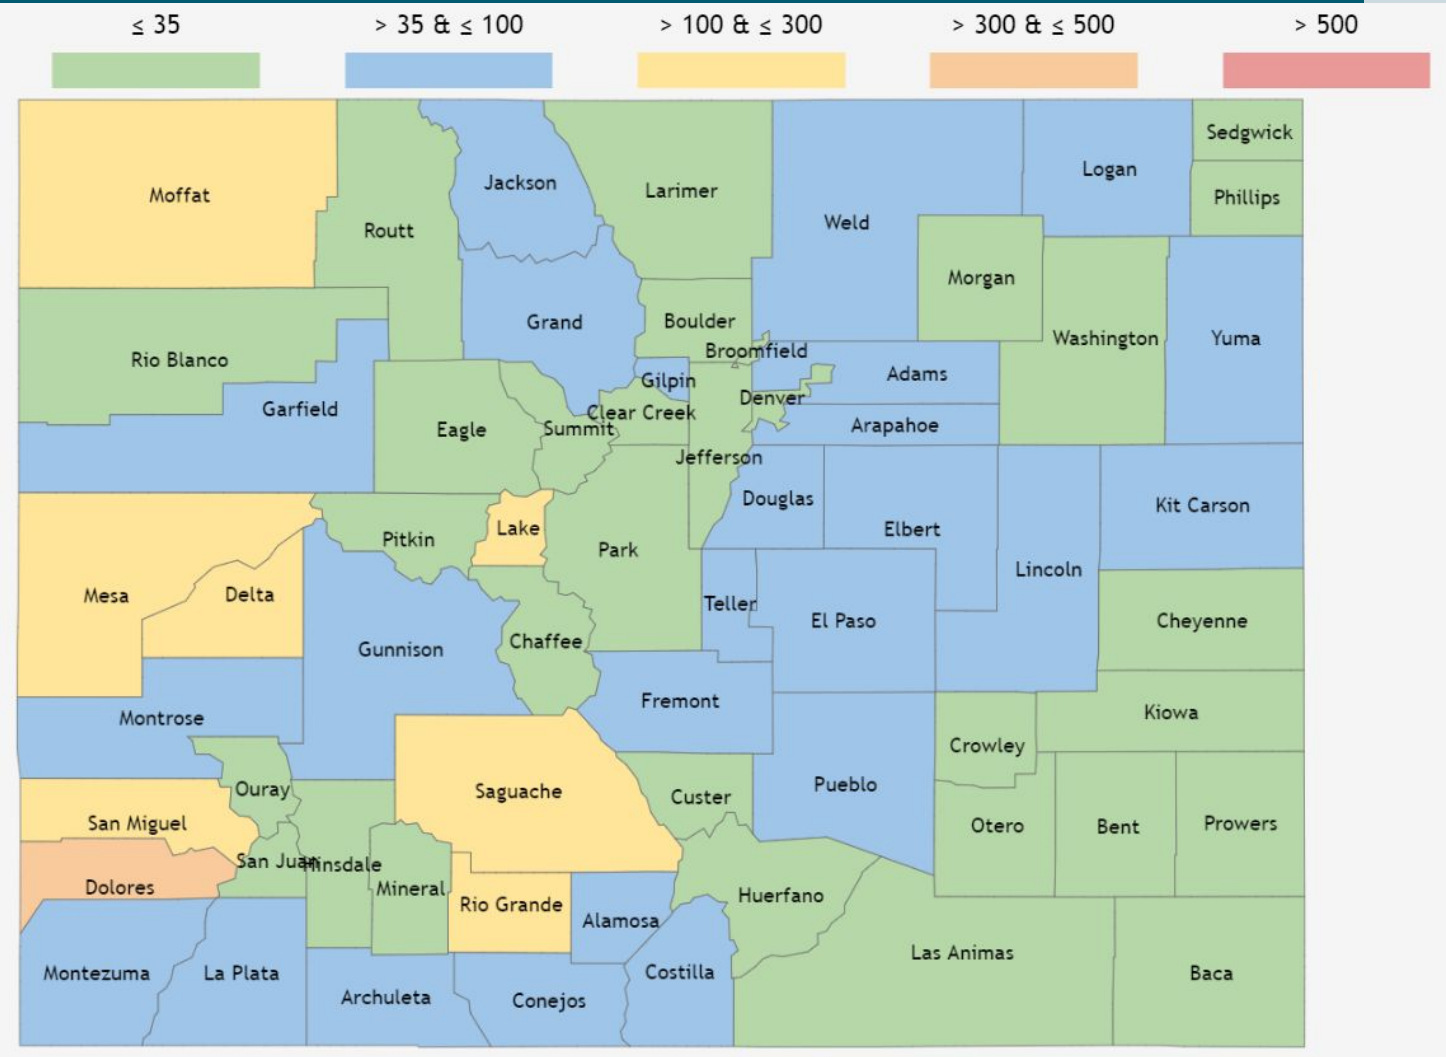 ≤ 35
> 35 & ≤ 100
> 100 & ≤ 300
> 300 & ≤ 500
> 500
Sedgwick
Logan
Jackson
Larimer
Moffat
Phillips
Weld
Routt
Morgan
Boulder
Grand
Washington
Yuma
Broomfield
Rio Blanco
Adams
Gilpin
Denver
Garfield
Clear Creek
Arapahoe
Eagle
Summit
Jefferson
Douglas
Kit Carson
Lake
Elbert
Pitkin
Park
Lincoln
Mesa
Delta
Teller
El Paso
Cheyenne
Chaffee
Gunnison
Fremont
Kiowa
Montrose
Crowley
Pueblo
Ouray
Saguache
Custer
San Miguel
Otero
Bent
Prowers
San Juan
Hinsdale
Dolores
Mineral
Huerfano
Rio Grande
Alamosa
Las Animas
Montezuma
La Plata
Costilla
Baca
Archuleta
Conejos